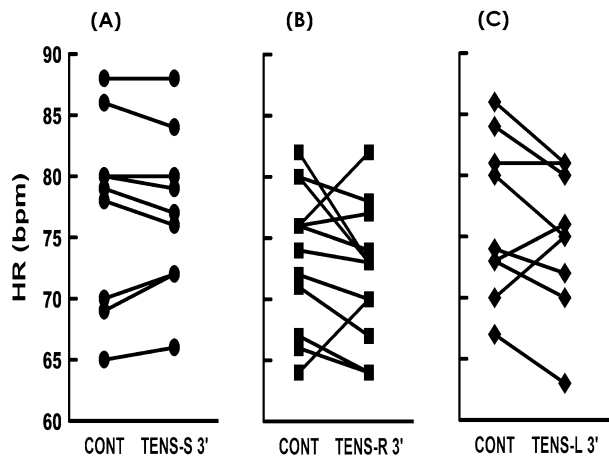 (A) (B) (C)
HR (bpm)
90
85
80
75
70
65
60
CONT TENS-S 3' CONT TENS-R 3' CONT TENS-L 3'